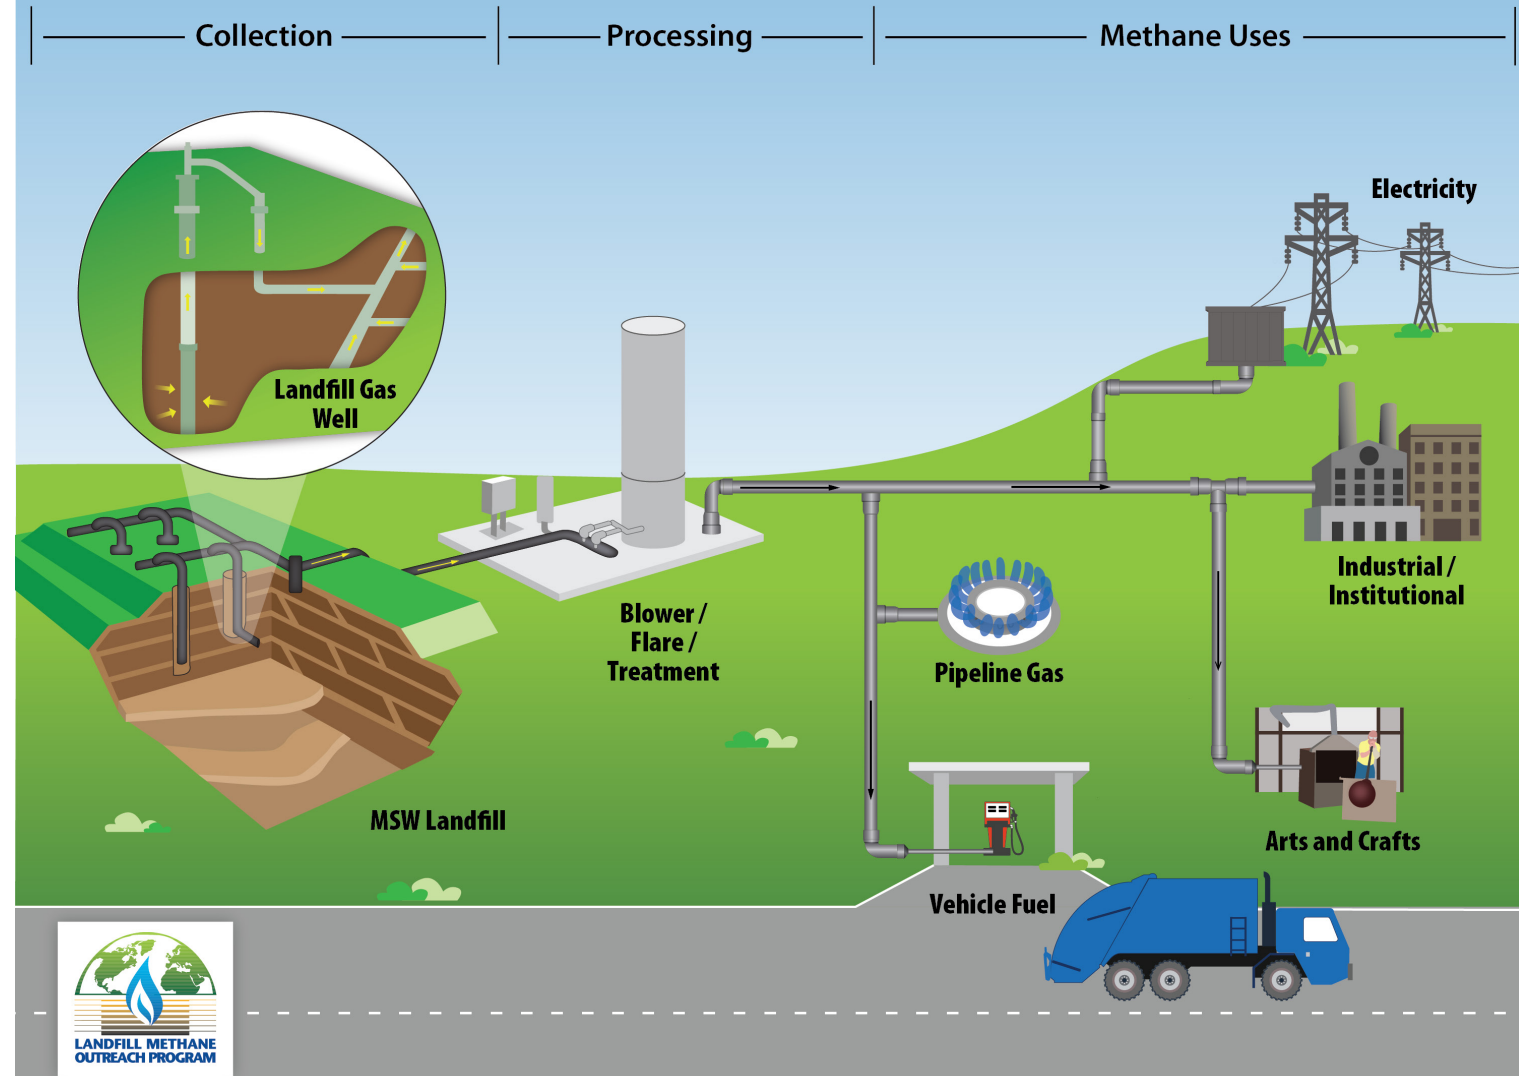 Collection
Processing
Methane Uses
Electricity
Landfill Gas
Well
Industrial /
Institutional
Blower /
Flare /
Treatment
Pipeline Gas
MSW Landfill
Arts and Crafts
Vehicle Fuel
LANDFILL METHANE
OUTREACH PROGRAM